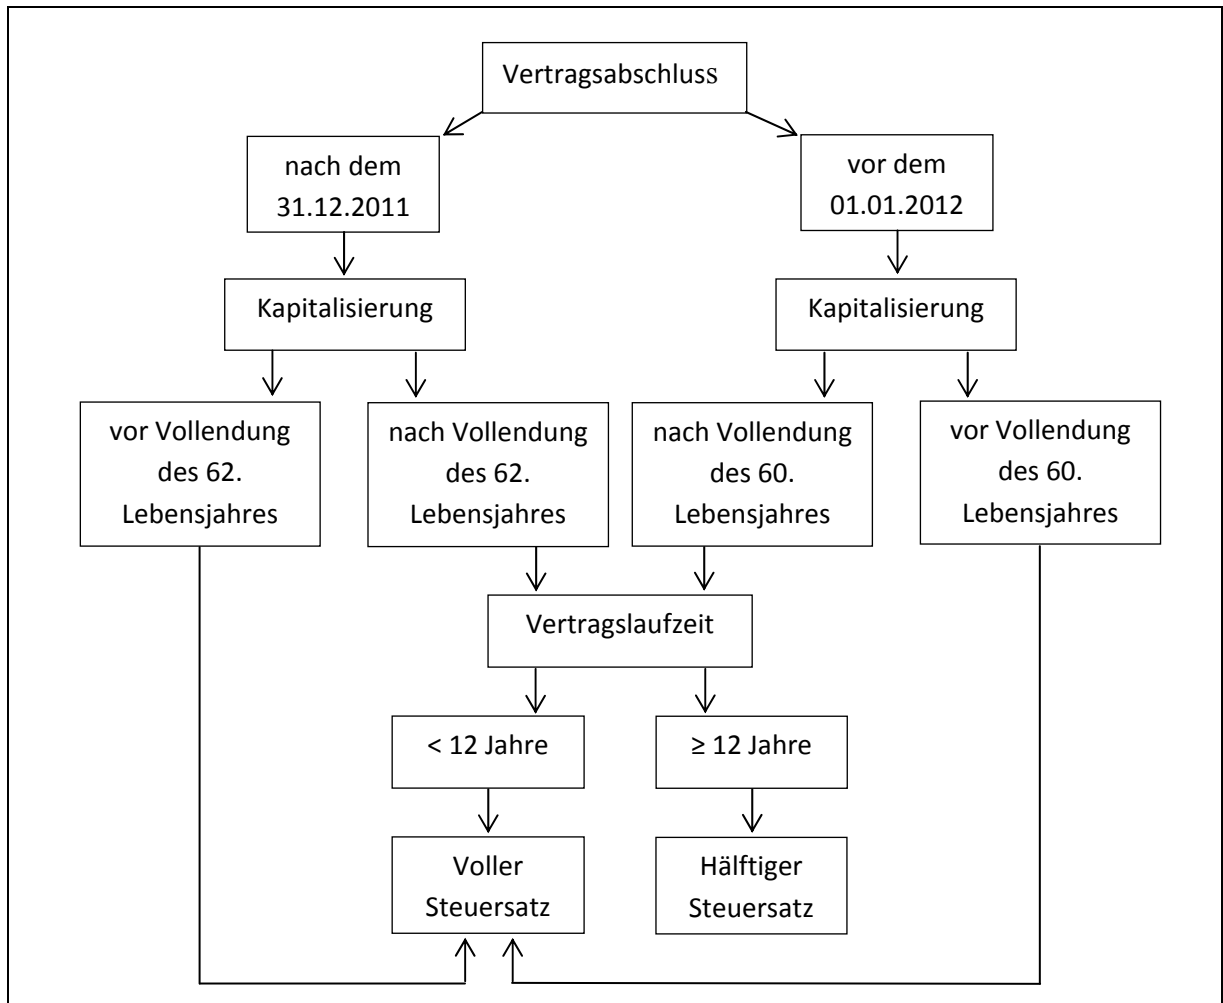 Vertragsabschluss
nach dem
31.12.2011
vor dem
01.01.2012
Kapitalisierung
Kapitalisierung
vor Vollendung
des 62.
Lebensjahres
nach Vollendung
des 62.
Lebensjahres
nach Vollendung
des 60.
Lebensjahres
vor Vollendung
des 60.
Lebensjahres
Vertragslaufzeit
< 12 Jahre
≥ 12 Jahre
Voller
Steuersatz
Hälftiger
Steuersatz